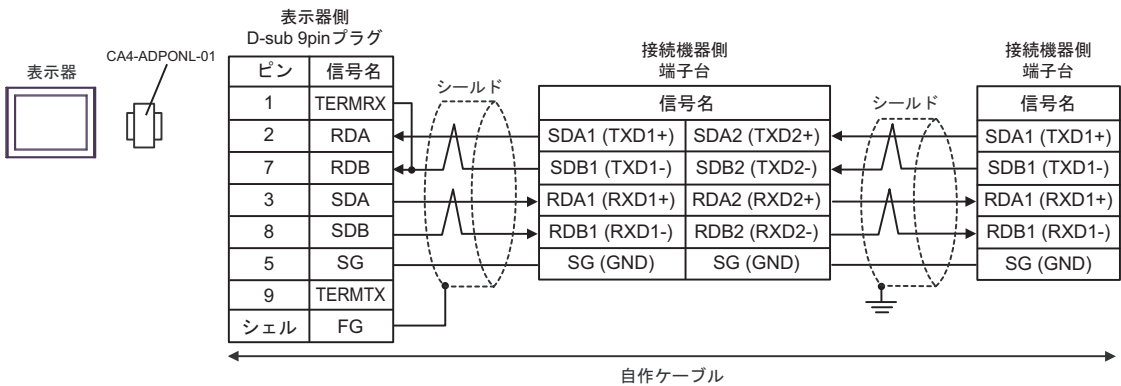 表示器
CA4-ADPONL-01
表示器側
D-sub 9pinプラグ
ピン 信号名
1 TERMRX
2 RDA
7 RDB
3 SDA
8 SDB
5 SG
9 TERMTX
シェル FG
シールド
接続機器側
端子台
信号名
SDA1 (TXD1+) SDA2 (TXD2+)
SDB1 (TXD1-) SDB2 (TXD2-)
RDA1 (RXD1+) RDA2 (RXD2+)
RDB1 (RXD1-) RDB2 (RXD2-)
SG (GND) SG (GND)
シールド
接続機器側
端子台
信号名
SDA1 (TXD1+)
SDB1 (TXD1-)
RDA1 (RXD1+)
RDB1 (RXD1-)
SG (GND)
自作ケーブル